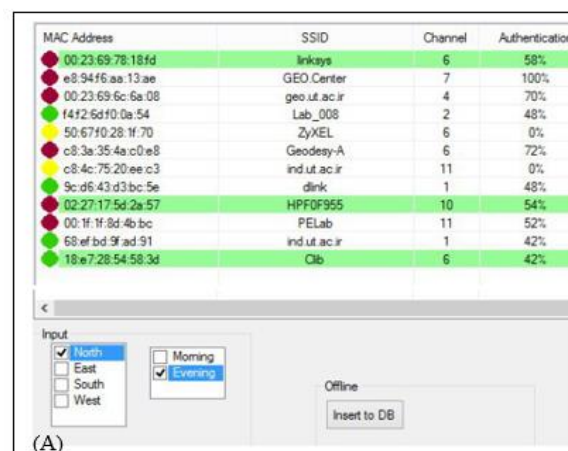 MAC Address SSID Channel Authentication
00:23:69:78:18:fd linksys 6 58%
e8:94:f6:aa:13:ae GEO.Center 7 100%
00:23:69:6c:6a:08 geo.ut.ac.ir 4 70%
f4:f2:6d:f0:0a:54 Lab_008 2 48%
50:67:f0:28:1f:70 ZyXEL 6 0%
c8:3a:35:4a:c0:e8 Geodesy-A 6 72%
c8:4c:75:20:ee:c3 ind.ut.ac.ir 11 0%
9c:d6:43:d3:bc:5e dlink 1 48%
02:27:17:5d:2a:57 HPF0F955 10 54%
00:1f:1f:8d:4b:bc PELab 11 52%
68:ef:bd:9f:ad:91 ind.ut.ac.ir 1 42%
18:e7:28:54:58:3d Clib 6 42%
Input
North
East
South
West
Morning
Evening
Offline
Insert to DB
(A)